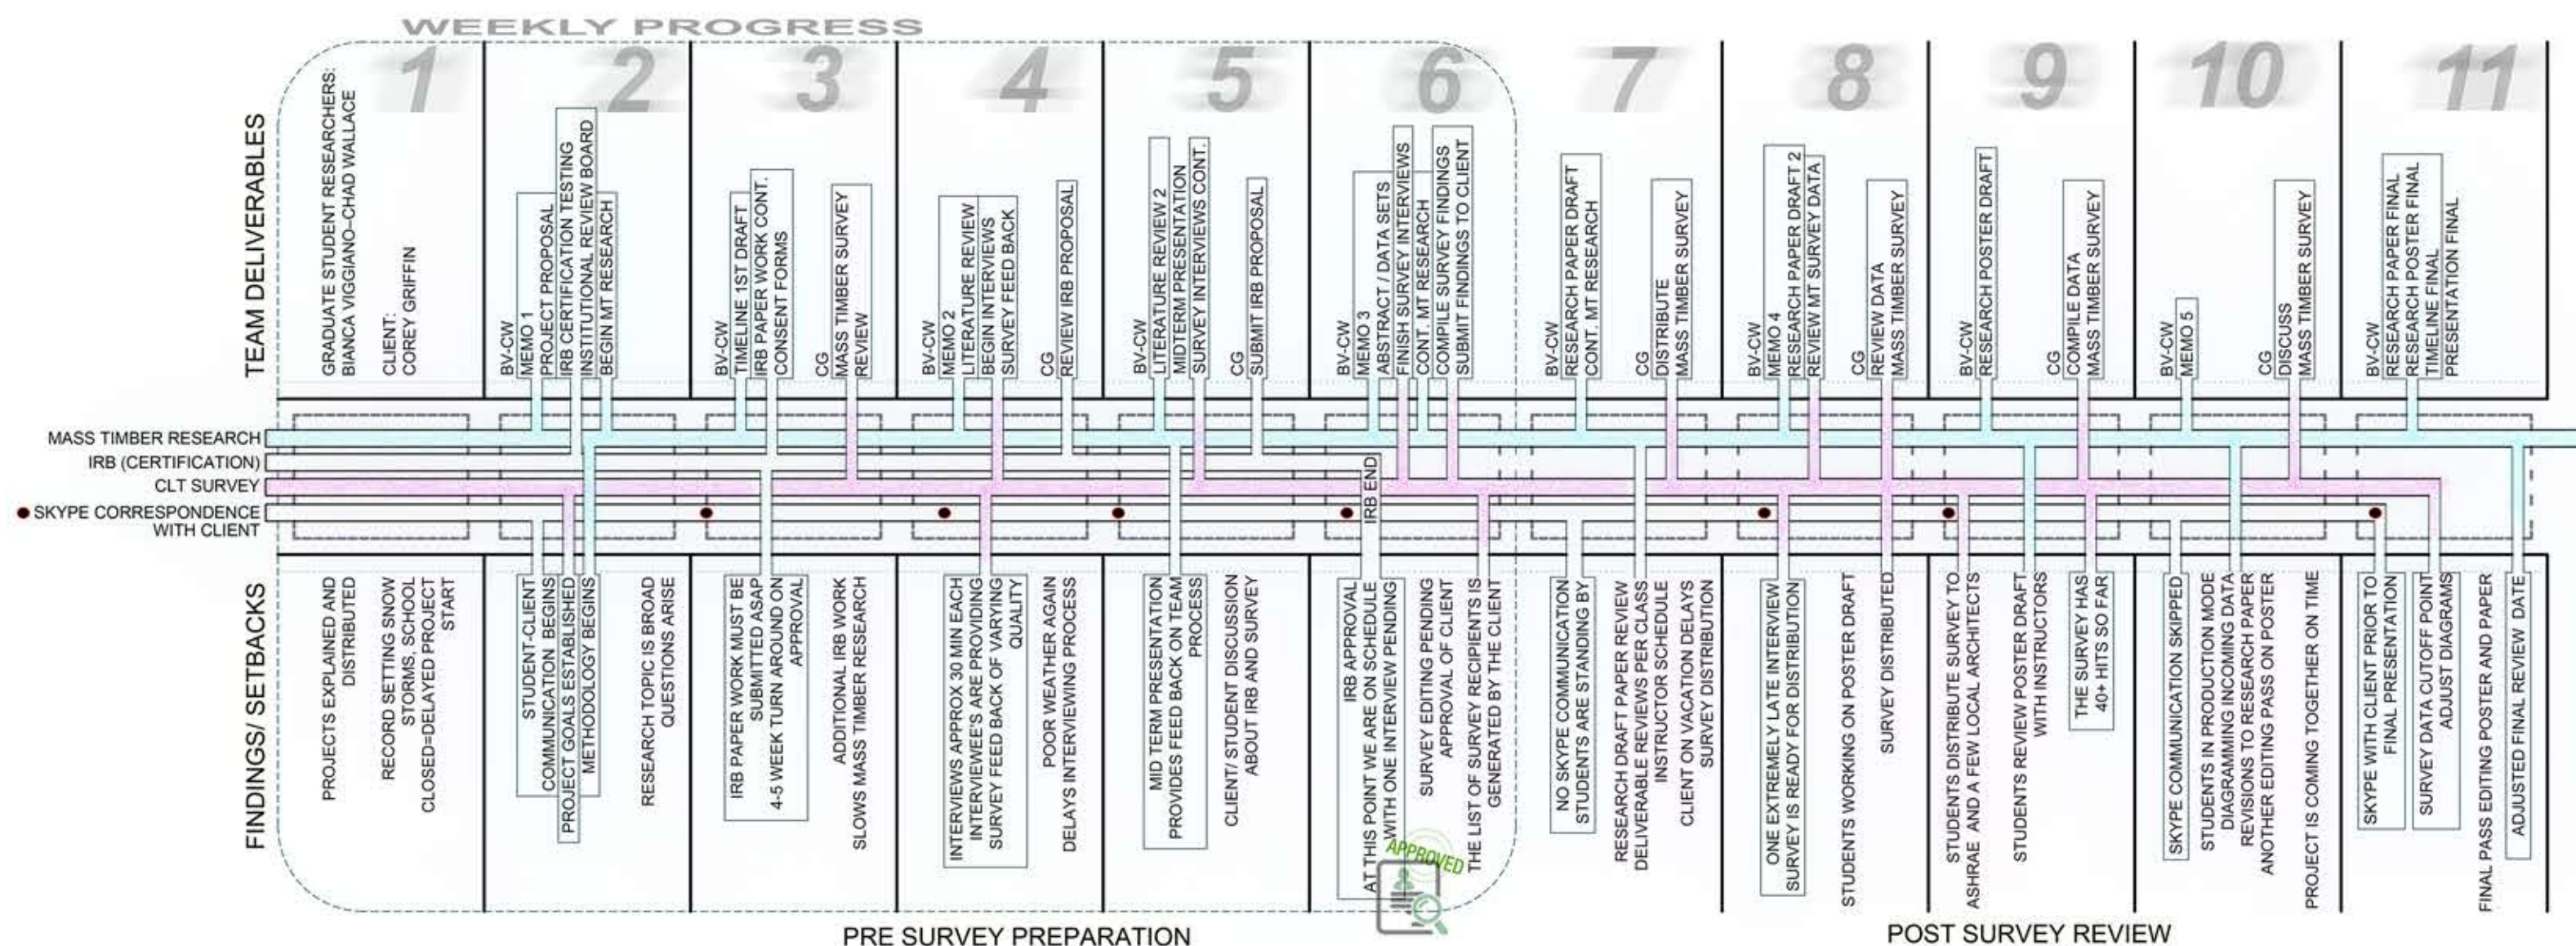 WEEKLY PROGRESS
1
2
3
4
5
6
7
8
9
10
11
TEAM DELIVERABLES
GRADUATE STUDENT RESEARCHERS:
BIANCA VIGGIANO–CHAD WALLACE
CLIENT:
COREY GRIFFIN
BV-CW
MEMO 1
PROJECT PROPOSAL
IRB CERTIFICATION TESTING
INSTITUTIONAL REVIEW BOARD
BEGIN MT RESEARCH
BV-CW
TIMELINE 1ST DRAFT
IRB PAPER WORK CONT.
CONSENT FORMS
CG
MASS TIMBER SURVEY
REVIEW
BV-CW
MEMO 2
LITERATURE REVIEW
BEGIN INTERVIEWS
SURVEY FEED BACK
CG
REVIEW IRB PROPOSAL
BV-CW
LITERATURE REVIEW 2
MIDTERM PRESENTATION
SURVEY INTERVIEWS CONT.
CG
SUBMIT IRB PROPOSAL
BV-CW
MEMO 3
ABSTRACT / DATA SETS
FINISH SURVEY INTERVIEWS
CONT. MT RESEARCH
COMPILE SURVEY FINDINGS
SUBMIT FINDINGS TO CLIENT
BV-CW
RESEARCH PAPER DRAFT
CONT. MT RESEARCH
CG
DISTRIBUTE
MASS TIMBER SURVEY
BV-CW
MEMO 4
RESEARCH PAPER DRAFT 2
REVIEW MT SURVEY DATA
CG
REVIEW DATA
MASS TIMBER SURVEY
BV-CW
RESEARCH POSTER DRAFT
CG
COMPILE DATA
MASS TIMBER SURVEY
BV-CW
MEMO 5
CG
DISCUSS
MASS TIMBER SURVEY
BV-CW
RESEARCH PAPER FINAL
RESEARCH POSTER FINAL
TIMELINE FINAL
PRESENTATION FINAL
MASS TIMBER RESEARCH
IRB (CERTIFICATION)
CLT SURVEY
SKYPE CORRESPONDENCE
WITH CLIENT
IRB END
FINDINGS/ SETBACKS
PROJECTS EXPLAINED AND
DISTRIBUTED
RECORD SETTING SNOW
STORMS, SCHOOL
CLOSED=DELAYED PROJECT
START
STUDENT-CLIENT
COMMUNICATION BEGINS
PROJECT GOALS ESTABLISHED
METHODOLOGY BEGINS
RESEARCH TOPIC IS BROAD
QUESTIONS ARISE
IRB PAPER WORK MUST BE
SUBMITTED ASAP
4-5 WEEK TURN AROUND ON
APPROVAL
ADDITIONAL IRB WORK
SLOWS MASS TIMBER RESEARCH
INTERVIEWS APPROX 30 MIN EACH
INTERVIEWEE'S ARE PROVIDING
SURVEY FEED BACK OF VARYING
QUALITY
POOR WEATHER AGAIN
DELAYS INTERVIEWING PROCESS
MID TERM PRESENTATION
PROVIDES FEED BACK ON TEAM
PROCESS
CLIENT/ STUDENT DISCUSSION
ABOUT IRB AND SURVEY
IRB APPROVAL
AT THIS POINT WE ARE ON SCHEDULE
WITH ONE INTERVIEW PENDING
SURVEY EDITING PENDING
APPROVAL OF CLIENT
THE LIST OF SURVEY RECIPIENTS IS
GENERATED BY THE CLIENT
APPROVED
NO SKYPE COMMUNICATION
STUDENTS ARE STANDING BY
RESEARCH DRAFT PAPER REVIEW
DELIVERABLE REVIEWS PER CLASS
INSTRUCTOR SCHEDULE
CLIENT ON VACATION DELAYS
SURVEY DISTRIBUTION
ONE EXTREMELY LATE INTERVIEW
SURVEY IS READY FOR DISTRIBUTION
STUDENTS WORKING ON POSTER DRAFT
SURVEY DISTRIBUTED
STUDENTS DISTRIBUTE SURVEY TO
ASHRAE AND A FEW LOCAL ARCHITECTS
STUDENTS REVIEW POSTER DRAFT
WITH INSTRUCTORS
THE SURVEY HAS
40+ HITS SO FAR
SKYPE COMMUNICATION SKIPPED
STUDENTS IN PRODUCTION MODE
DIAGRAMMING INCOMING DATA
REVISIONS TO RESEARCH PAPER
ANOTHER EDITING PASS ON POSTER
PROJECT IS COMING TOGETHER ON TIME
SKYPE WITH CLIENT PRIOR TO
FINAL PRESENTATION
SURVEY DATA CUTOFF POINT
ADJUST DIAGRAMS
FINAL PASS EDITING POSTER AND PAPER
ADJUSTED FINAL REVIEW DATE
PRE SURVEY PREPARATION
POST SURVEY REVIEW